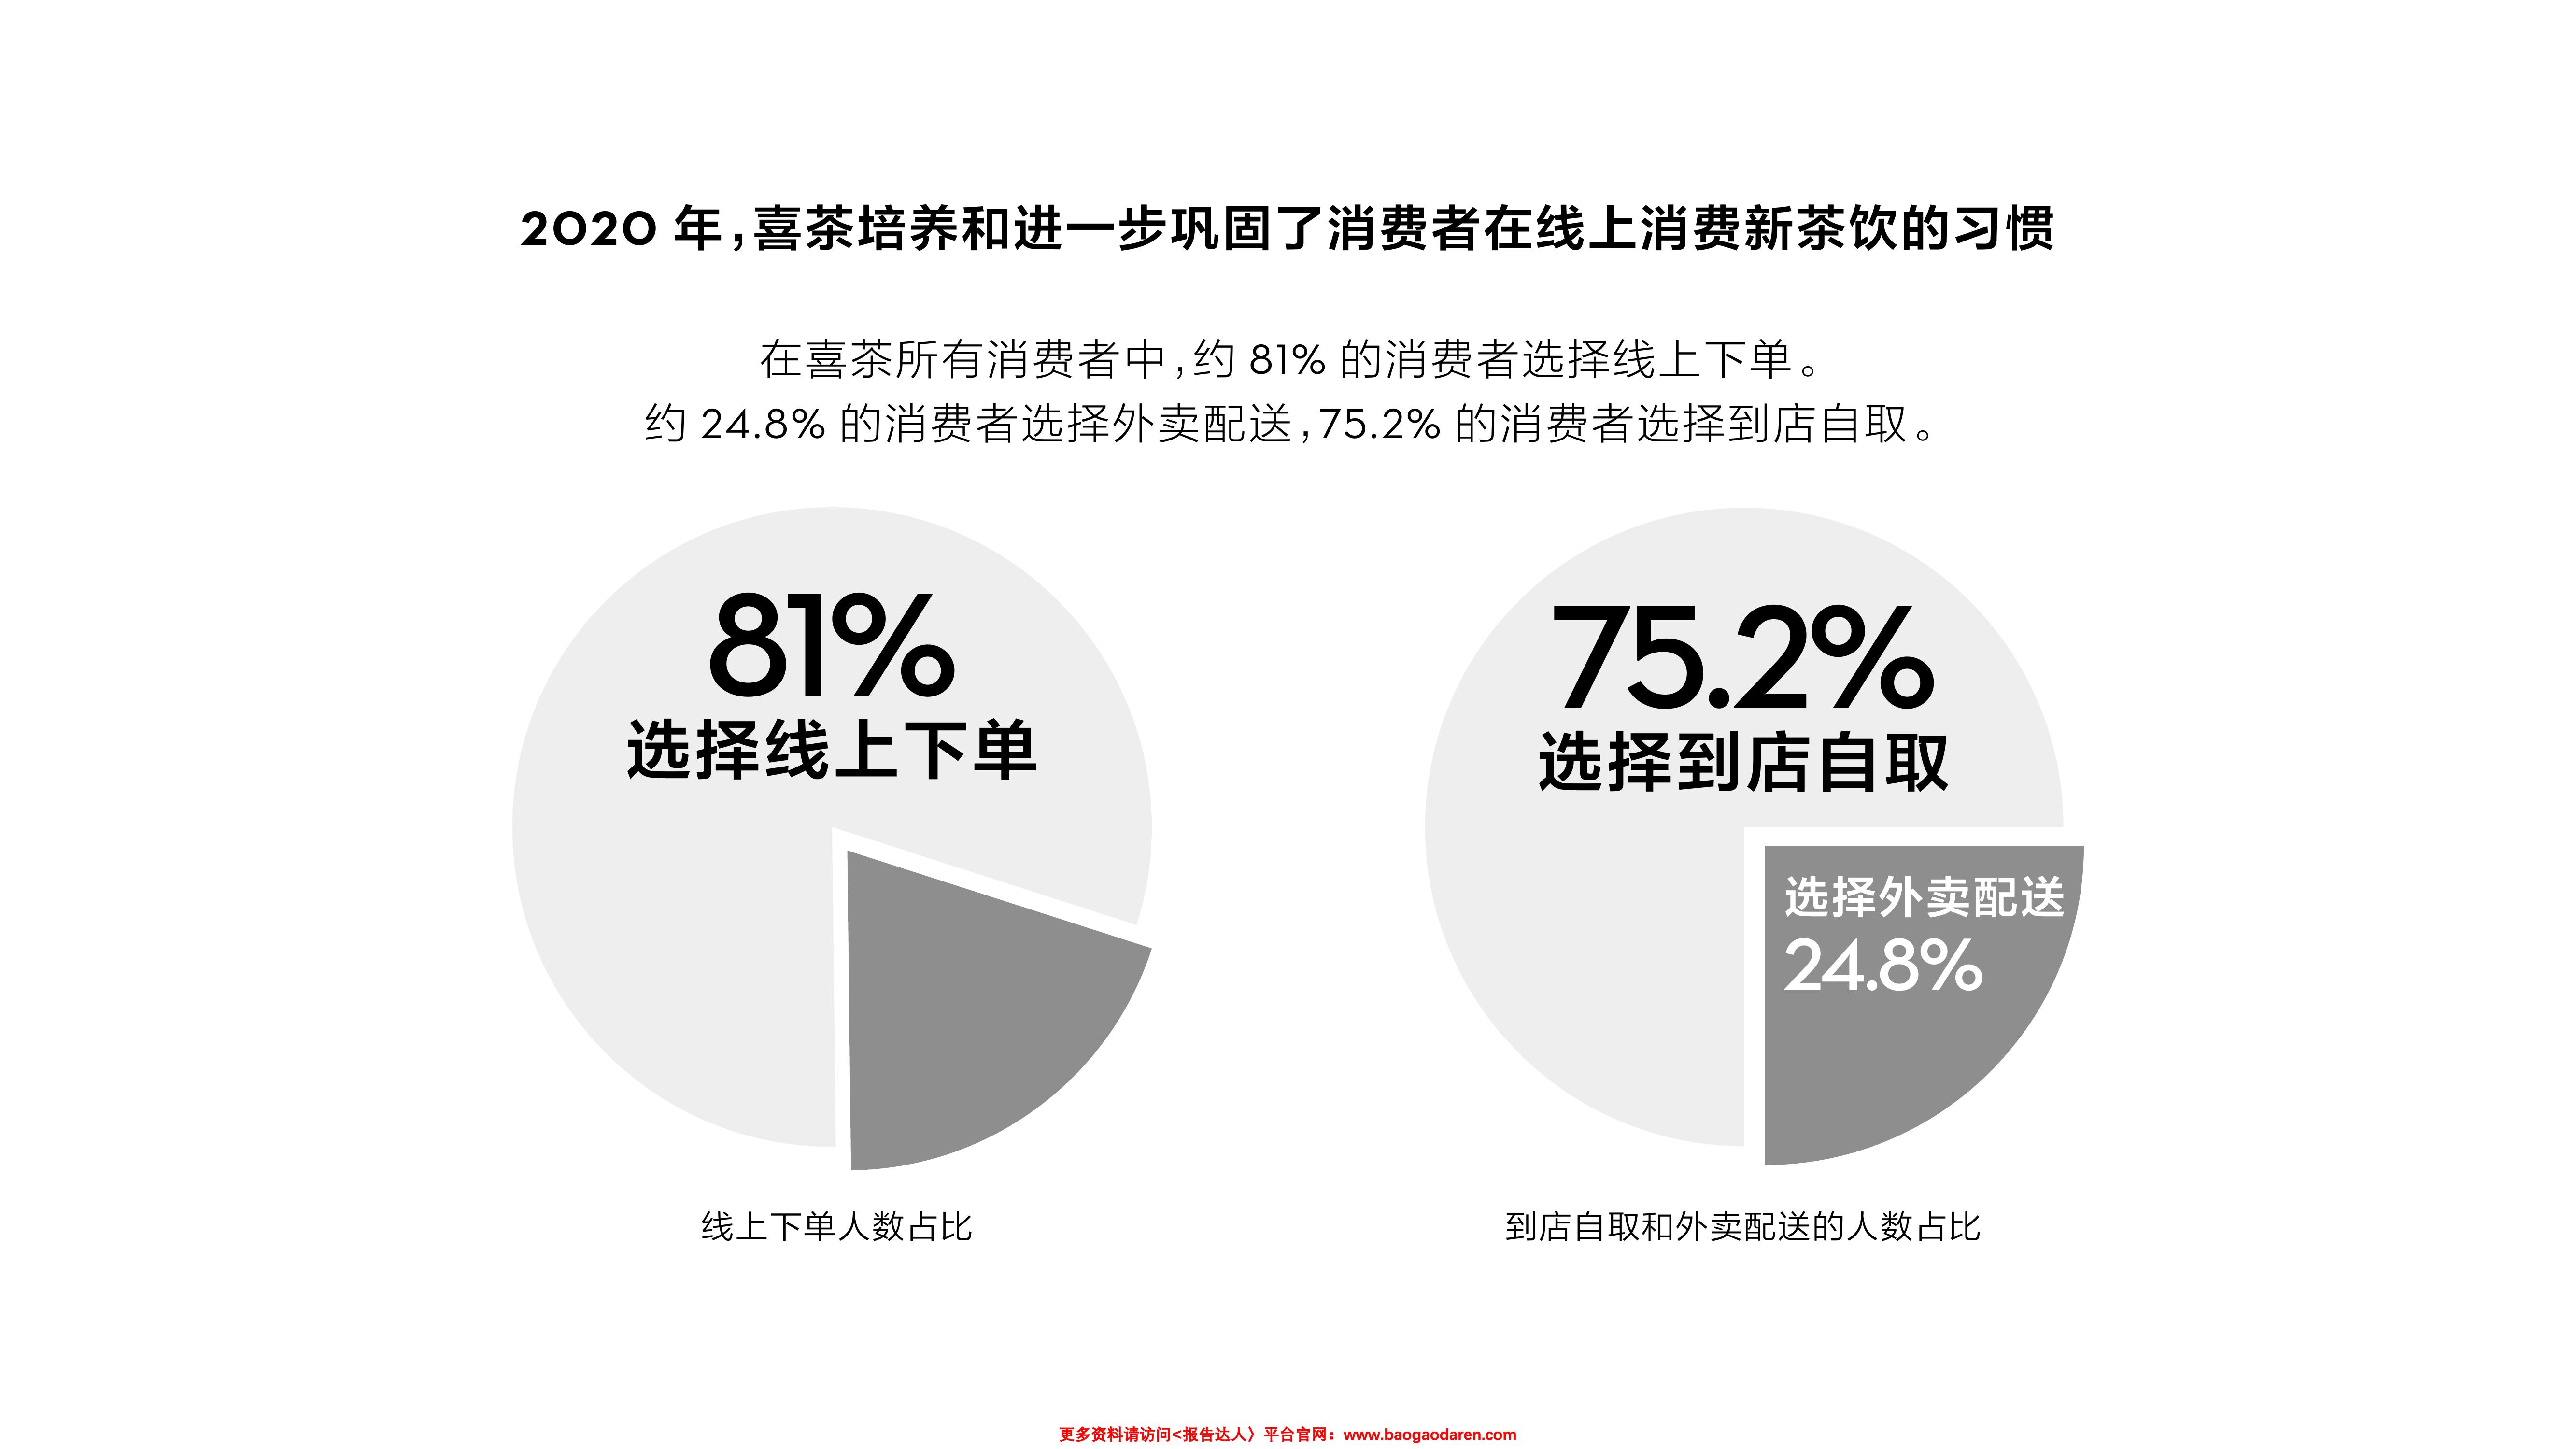 2020 年,喜茶培养和进一步巩固了消费者在线上消费新茶饮的习惯
在喜茶所有消费者中,约 81% 的消费者选择线上下单。
约 24.8% 的消费者选择外卖配送,75.2% 的消费者选择到店自取。
81%
选择线上下单
线上下单人数占比
75.2%
选择到店自取
选择外卖配送
24.8%
到店自取和外卖配送的人数占比
更多资料请访问<报告达人〉平台官网：www.baogaodaren.com